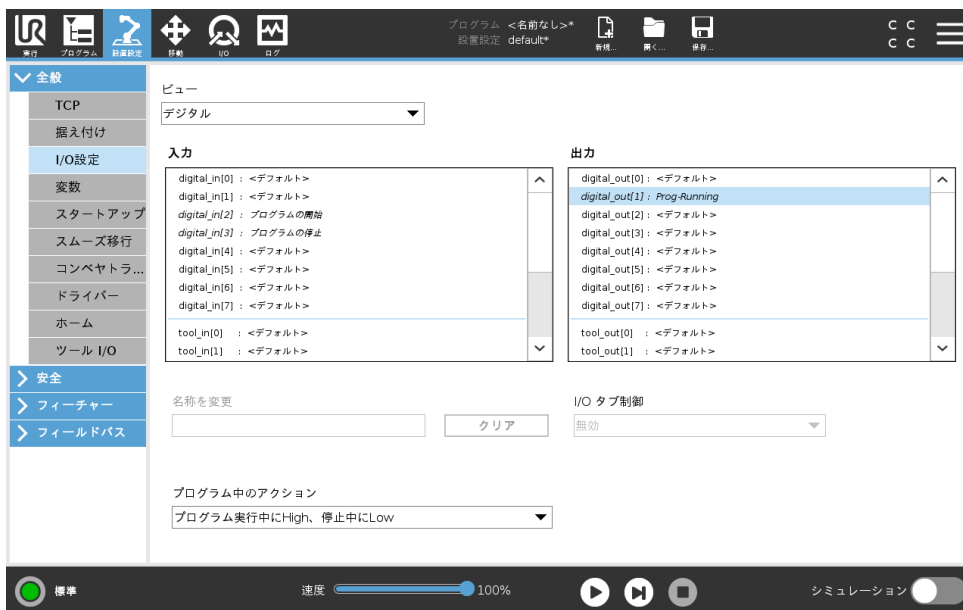 UR
実行
プログラム
設置設定
移動
I/O
ログ
プログラム <名前なし>*
設置設定 default*
新規...
開く...
保存...
C C
C C
全般
TCP
据え付け
I/O設定
変数
スタートアップ
スムーズ移行
コンベヤトラ...
ドライバー
ホーム
ツール I/O
安全
フィーチャー
フィールドバス
ビュー
デジタル
入力
digital_in[0] : <デフォルト>
digital_in[1] : <デフォルト>
digital_in[2] : プログラムの開始
digital_in[3] : プログラムの停止
digital_in[4] : <デフォルト>
digital_in[5] : <デフォルト>
digital_in[6] : <デフォルト>
digital_in[7] : <デフォルト>
tool_in[0] : <デフォルト>
tool_in[1] : <デフォルト>
出力
digital_out[0] : <デフォルト>
digital_out[1] : Prog-Running
digital_out[2] : <デフォルト>
digital_out[3] : <デフォルト>
digital_out[4] : <デフォルト>
digital_out[5] : <デフォルト>
digital_out[6] : <デフォルト>
digital_out[7] : <デフォルト>
tool_out[0] : <デフォルト>
tool_out[1] : <デフォルト>
名称を変更
クリア
I/O タブ制御
無効
プログラム中のアクション
プログラム実行中にHigh、停止中にLow
標準
速度
100%
シミュレーション